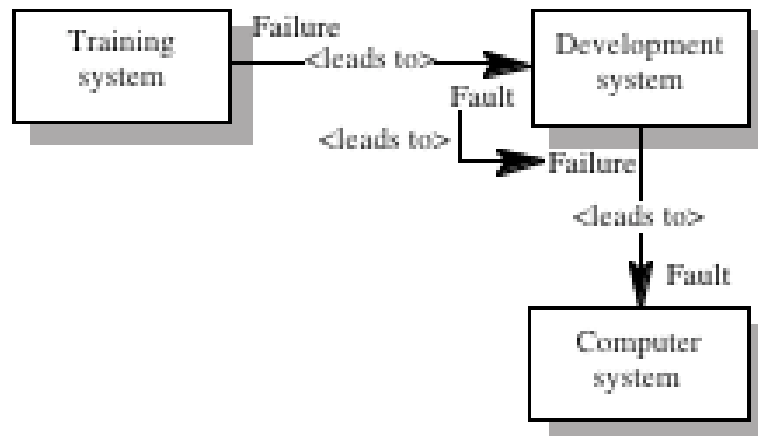 Training
system
Failure
<leads to>
Development
system
Fault
<leads to>
Failure
<leads to>
Fault
Computer
system